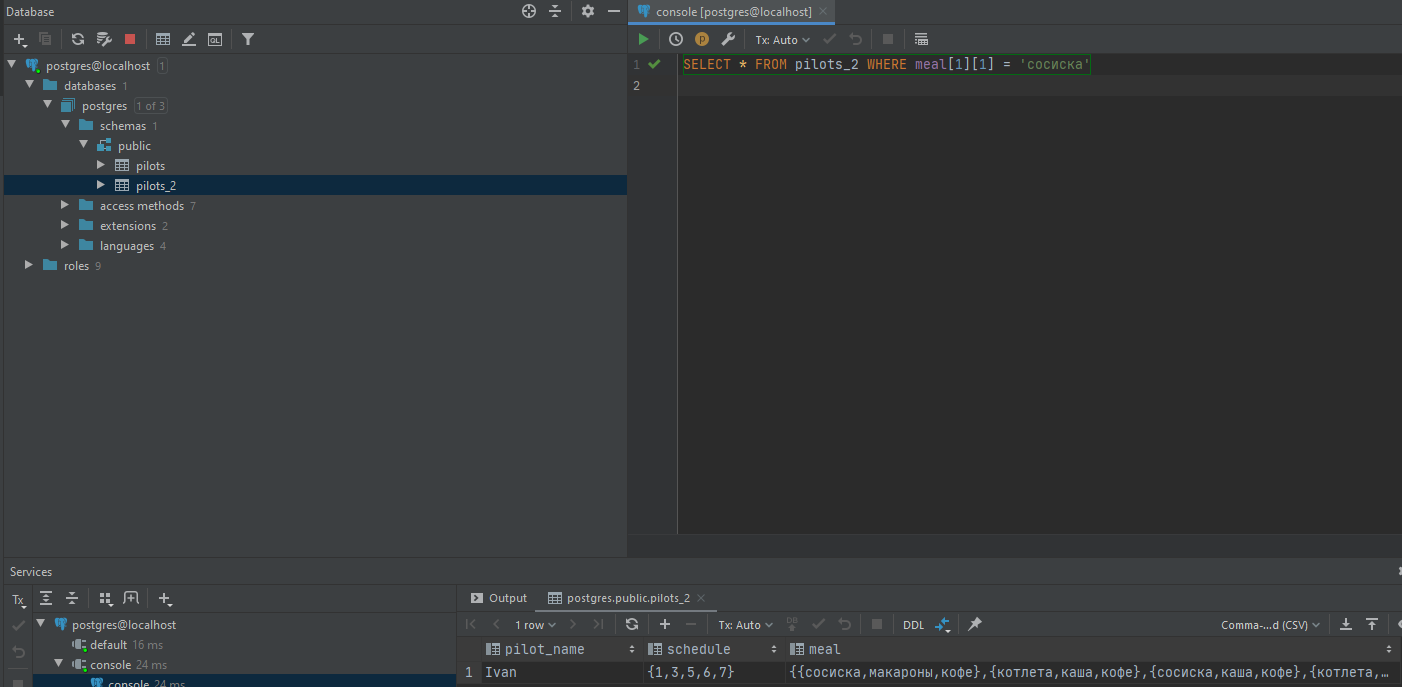 Database
postgres@localhost 1
databases 1
postgres 1 of 3
schemas 1
public
pilots
pilots_2
access methods 7
extensions 2
languages 4
roles 9
console [postgres@localhost]
Tx: Auto
1 SELECT * FROM pilots_2 WHERE meal[1][1] = 'сосиска'
2
Services
Tx
postgres@localhost
default 16 ms
console 24 ms
console 24 ms
Output
postgres.public.pilots_2
1 row
Tx: Auto
DB
DDL
Comma-...d (CSV)
pilot_name schedule meal
1 Ivan {1,3,5,6,7} {{сосиска,макароны,кофе},{котлета,каша,кофе},{сосиска,каша,кофе},{котлета,…